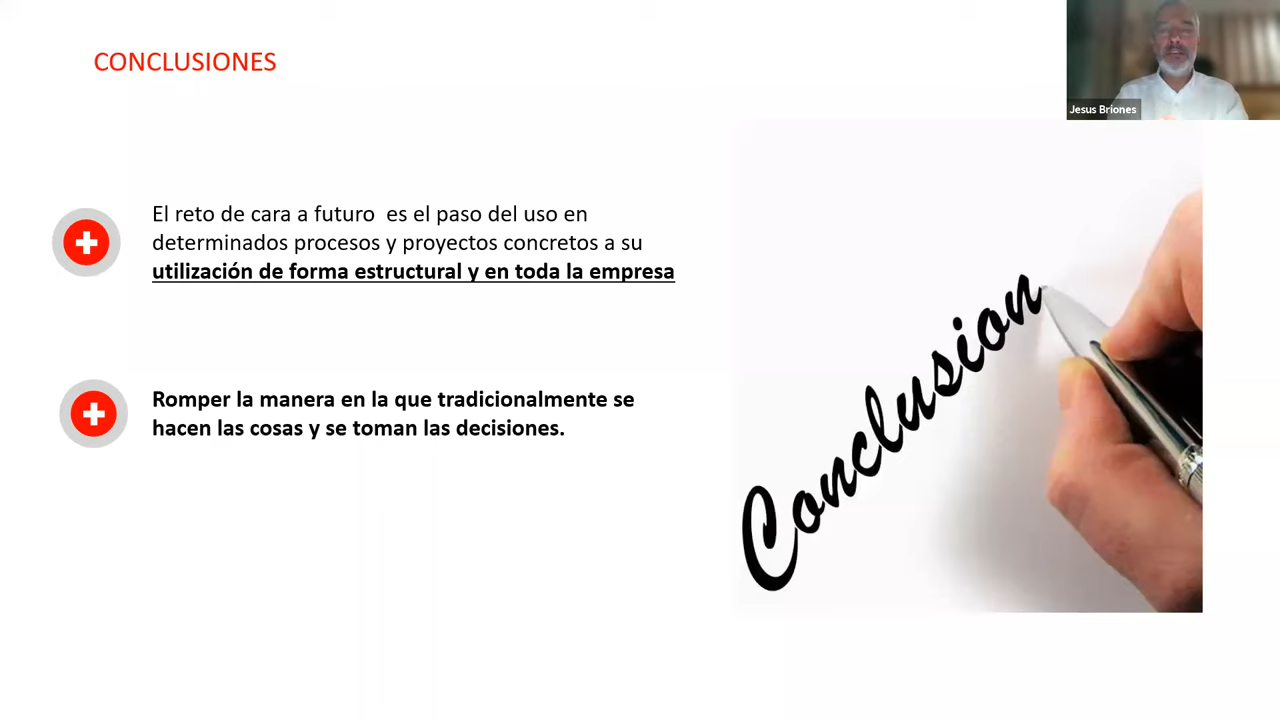 CONCLUSIONES
Jesus Briones
El reto de cara a futuro es el paso del uso en
determinados procesos y proyectos concretos a su
utilización de forma estructural y en toda la empresa
Romper la manera en la que tradicionalmente se
hacen las cosas y se toman las decisiones.
Conclusion